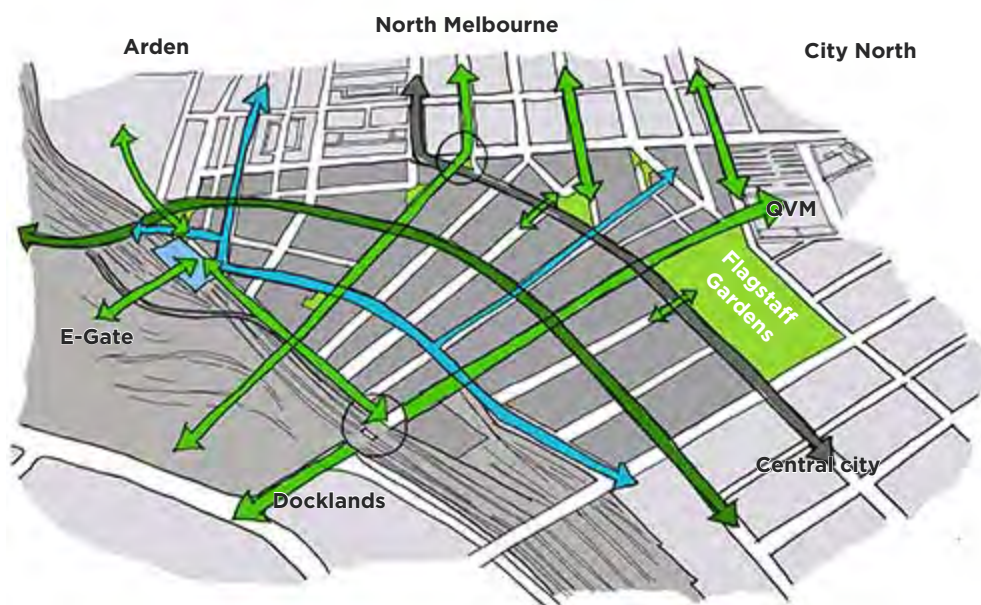 North Melbourne
Arden
City North
QVM
Flagstaff
Gardens
E-Gate
Central city
Docklands